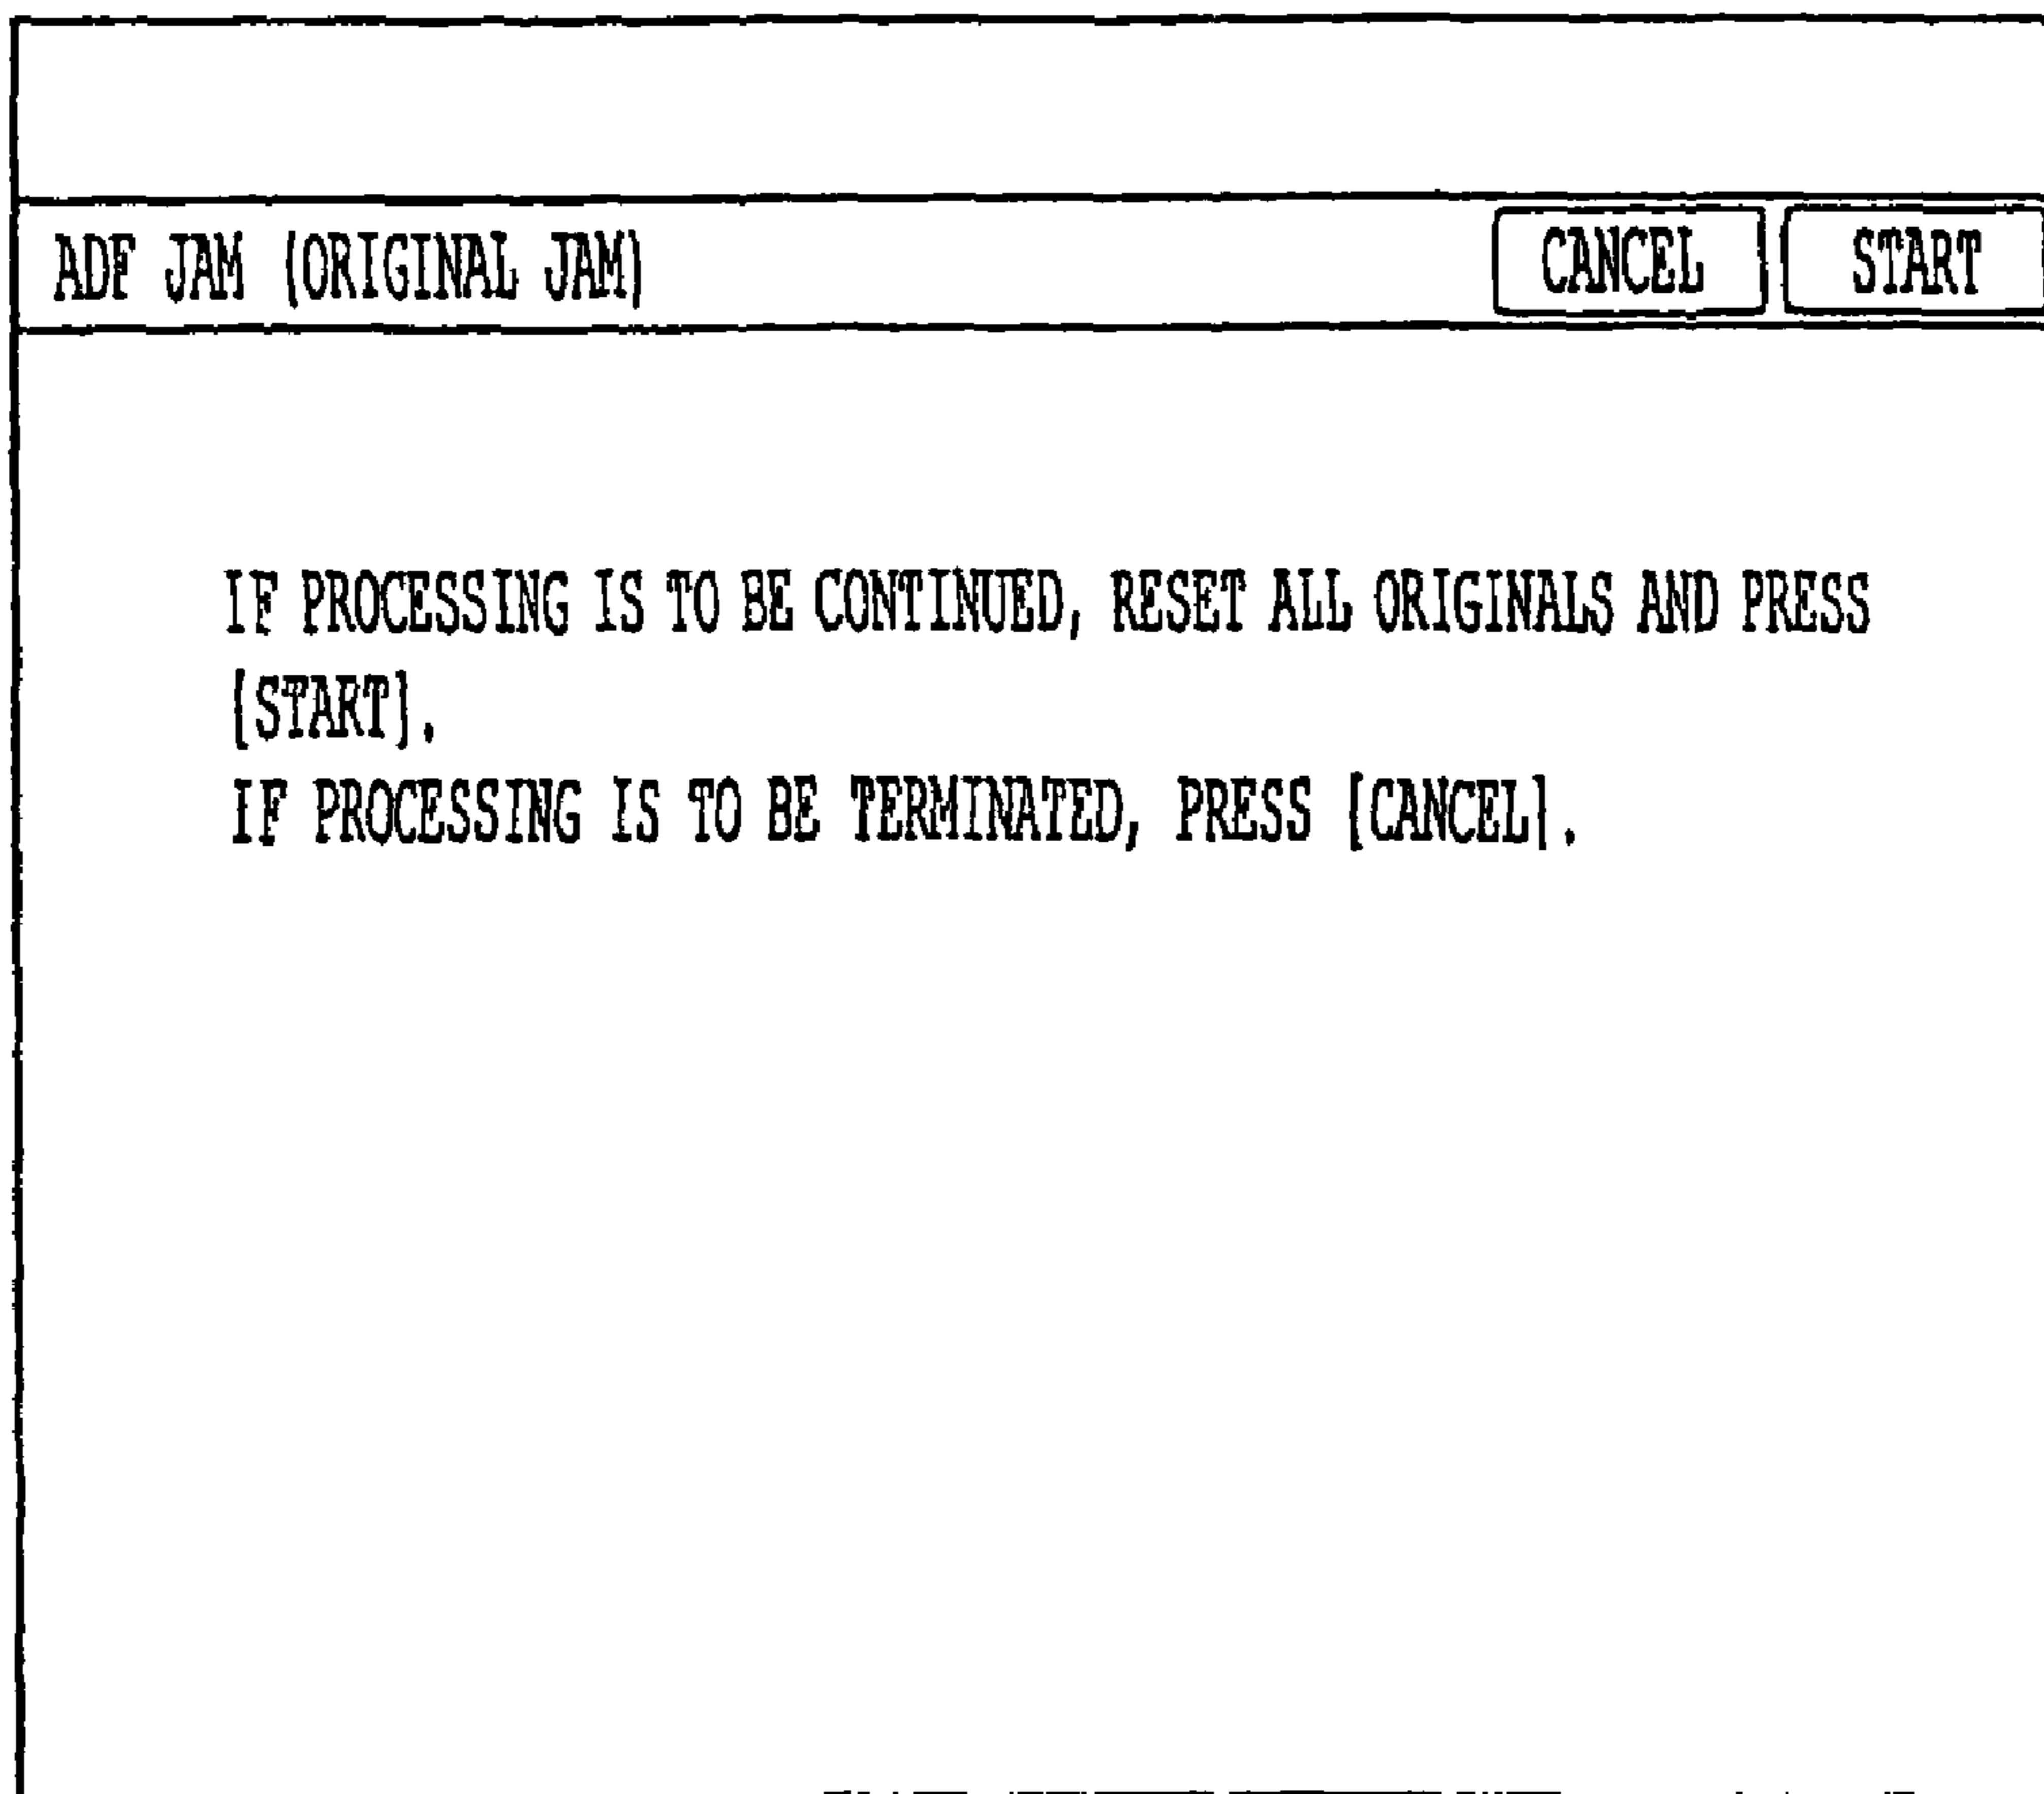 ADF JAM (ORIGINAL JAM) CANCEL START
IF PROCESSING IS TO BE CONTINUED, RESET ALL ORIGINALS AND PRESS
[START].
IF PROCESSING IS TO BE TERMINATED, PRESS [CANCEL].